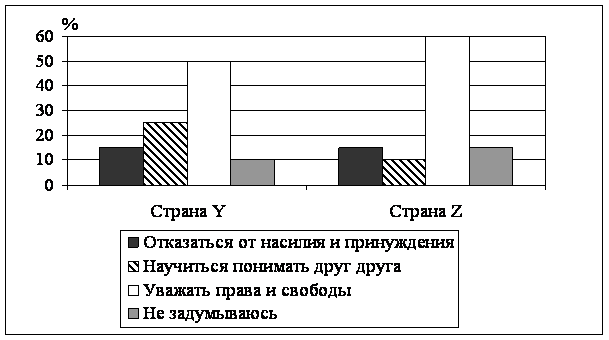 %
60
50
40
30
20
10
0
Страна Y Страна Z
Отказаться от насилия и принуждения
Научиться понимать друг друга
Уважать права и свободы
Не задумываюсь